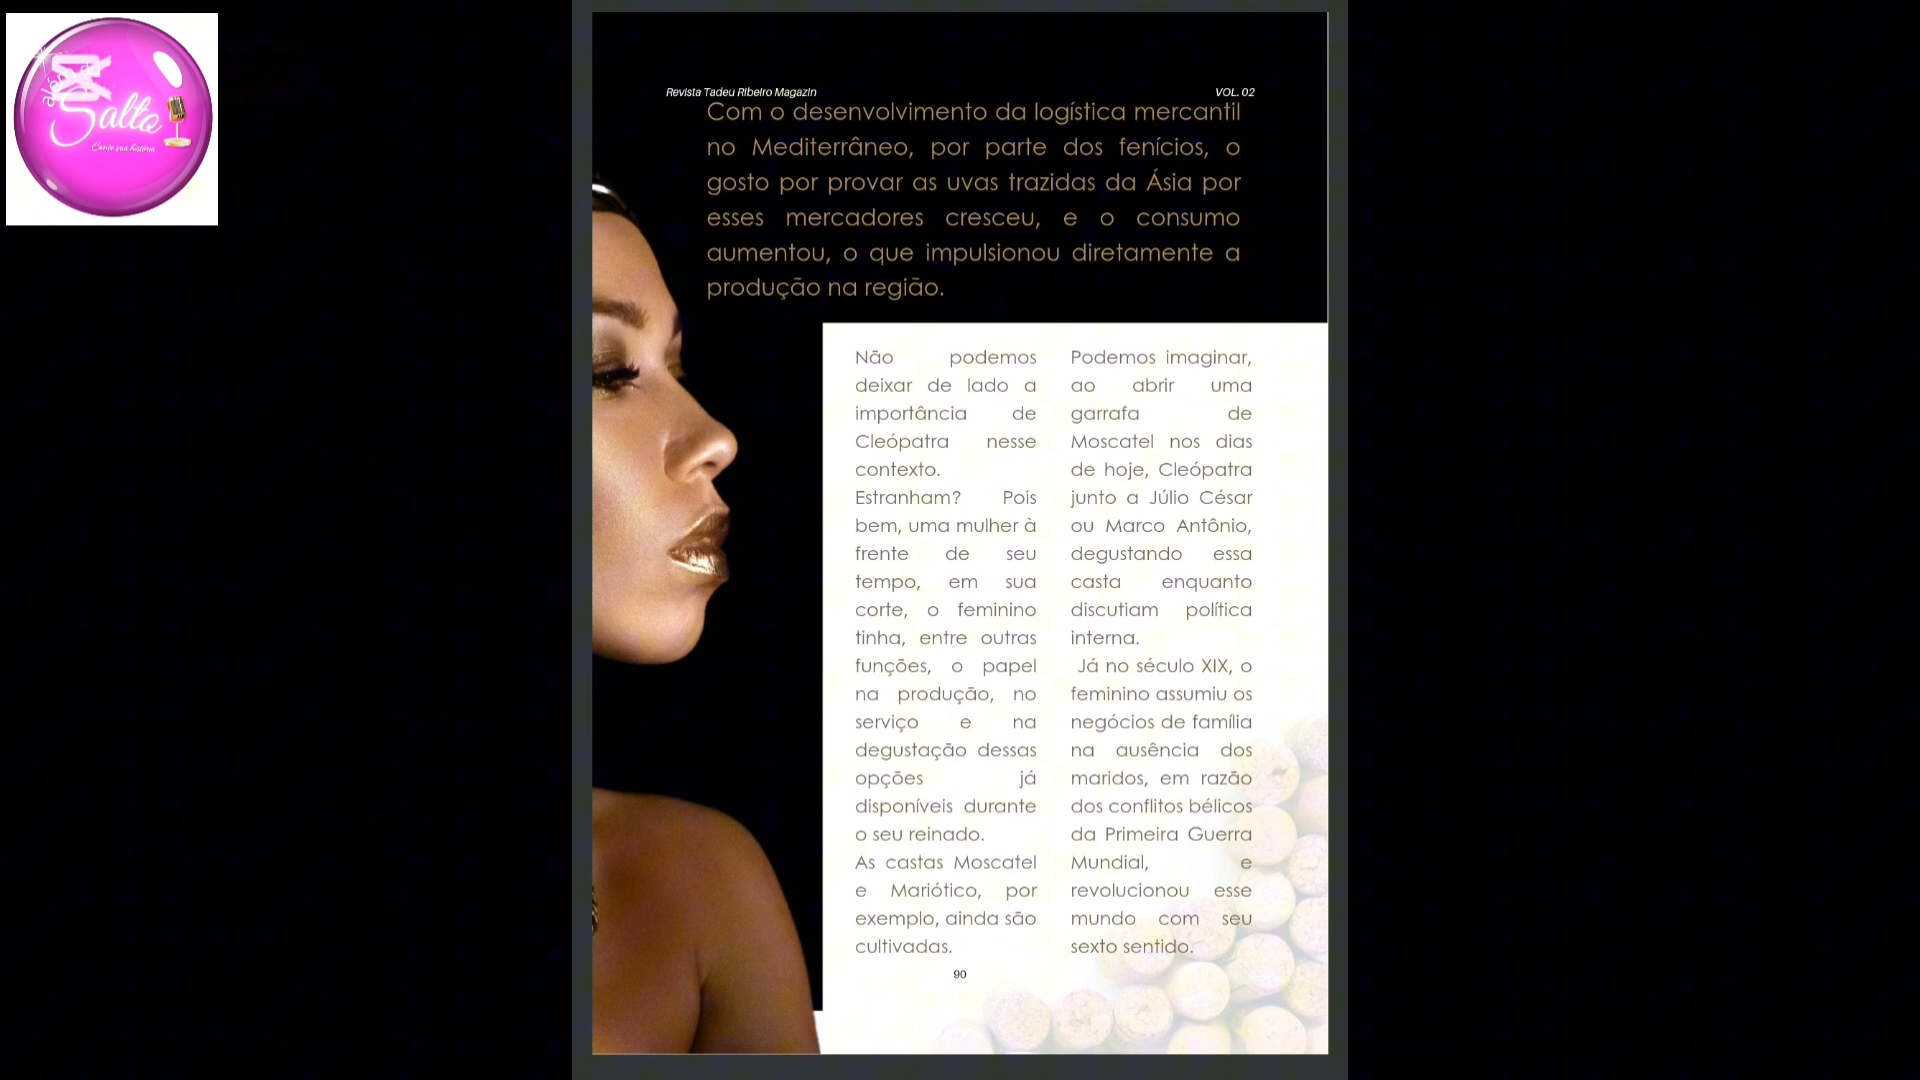 Salto
Conte sua história
Revista Tadeu Ribeiro Magazin
VOL. 02
Com o desenvolvimento da logística mercantil
no Mediterrâneo, por parte dos fenícios, o
gosto por provar as uvas trazidas da Ásia por
esses mercadores cresceu, e o consumo
aumentou, o que impulsionou diretamente a
produção na região.
Não podemos
deixar de lado a
importância de
Cleópatra nesse
contexto.
Estranham? Pois
bem, uma mulher à
frente de seu
tempo, em sua
corte, o feminino
tinha, entre outras
funções, o papel
na produção, no
serviço e na
degustação dessas
opções já
disponíveis durante
o seu reinado.
As castas Moscatel
e Mariótico, por
exemplo, ainda são
cultivadas.
Podemos imaginar,
ao abrir uma
garrafa de
Moscatel nos dias
de hoje, Cleópatra
junto a Júlio César
ou Marco Antônio,
degustando essa
casta enquanto
discutiam política
interna.
Já no século XIX, o
feminino assumiu os
negócios de família
na ausência dos
maridos, em razão
dos conflitos bélicos
da Primeira Guerra
Mundial, e
revolucionou esse
mundo com seu
sexto sentido.
90